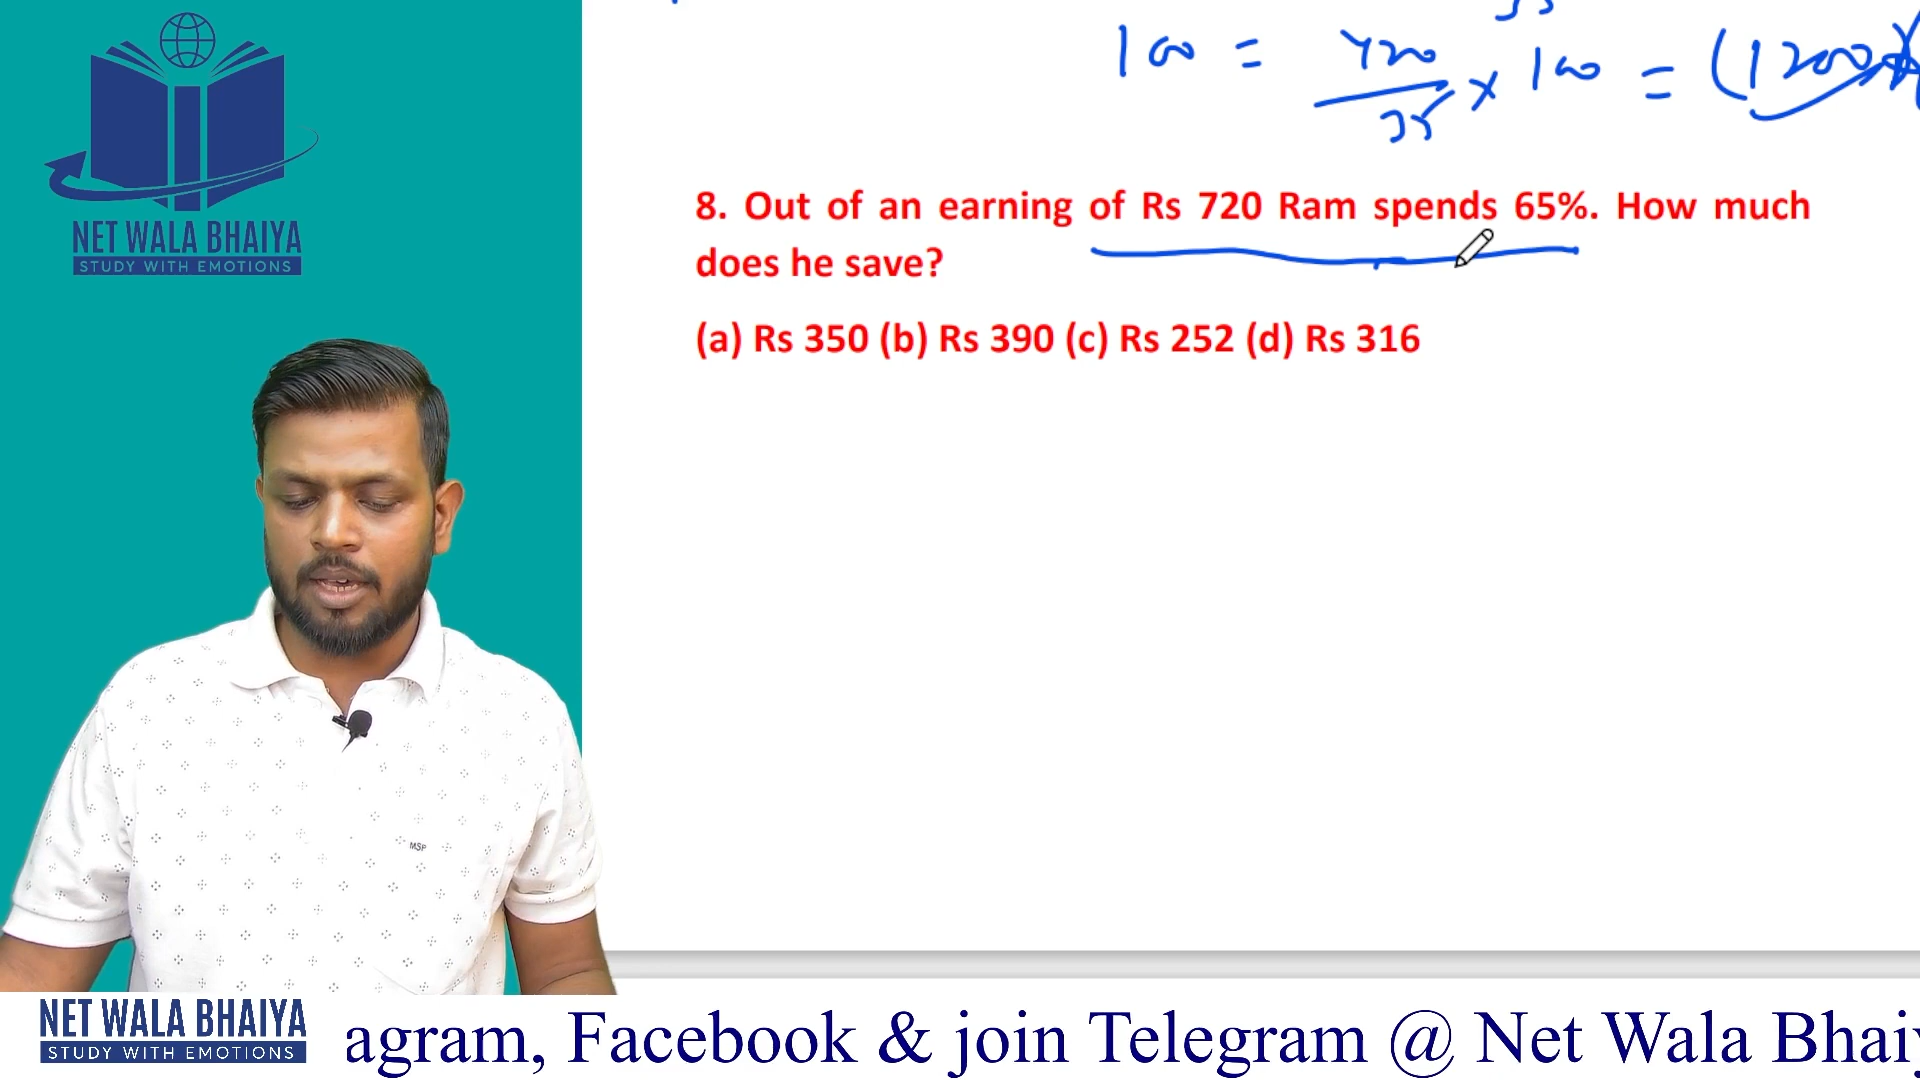 100 = 420/35 × 100 = (1200
NET WALA BHAIYA
STUDY WITH EMOTIONS
8. Out of an earning of Rs 720 Ram spends 65%. How much
does he save?
(a) Rs 350 (b) Rs 390 (c) Rs 252 (d) Rs 316
MSP
NET WALA BHAIYA
STUDY WITH EMOTIONS
agram, Facebook & join Telegram @ Net Wala Bhaiy